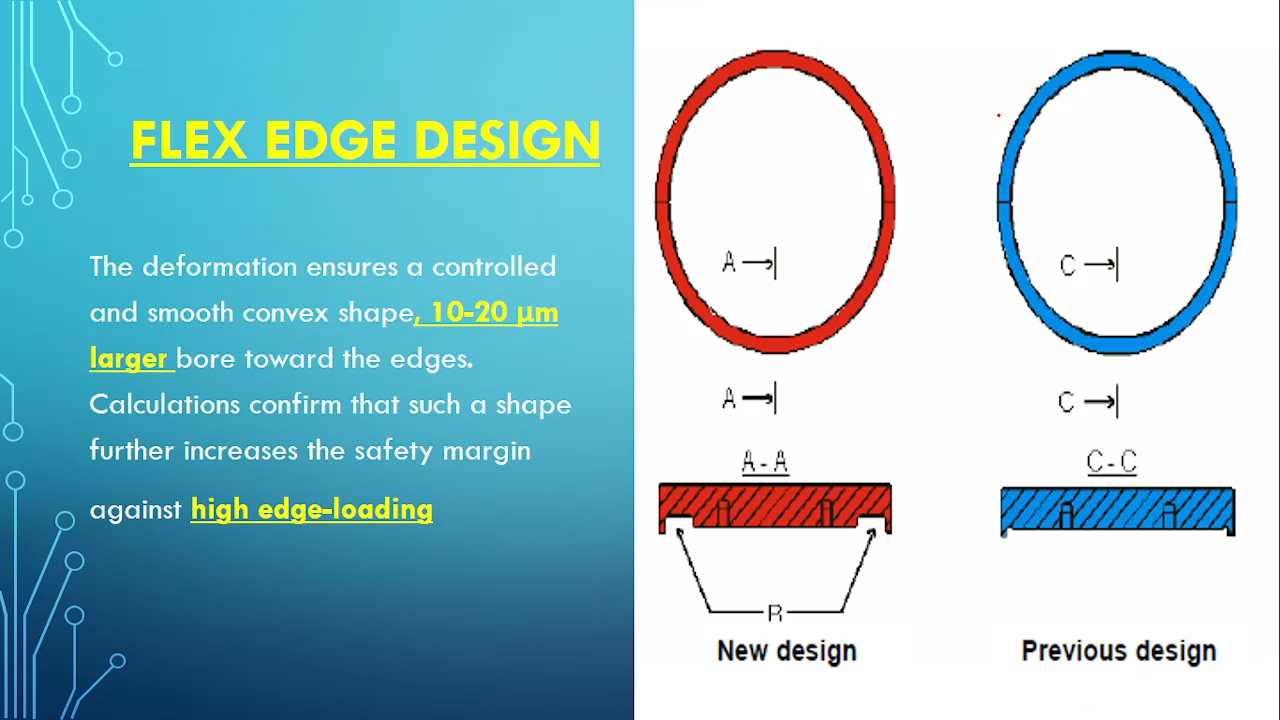 FLEX EDGE DESIGN
The deformation ensures a controlled
and smooth convex shape, 10-20 µm
larger bore toward the edges.
Calculations confirm that such a shape
further increases the safety margin
against high edge-loading
A
C
A
C
A - A
C - C
B
New design
Previous design